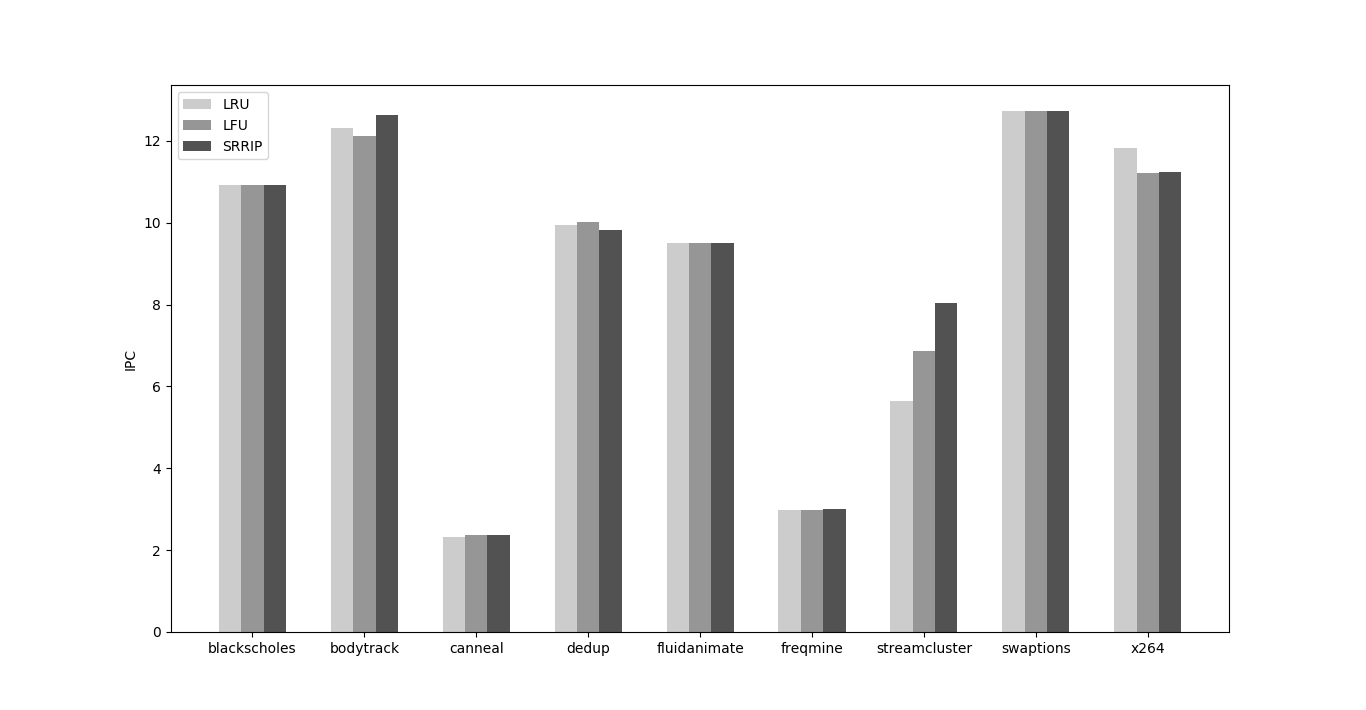 LRU
LFU
SRRIP
IPC
12
10
8
6
4
2
0
blackscholes bodytrack canneal dedup fluidanimate freqmine streamcluster swaptions x264